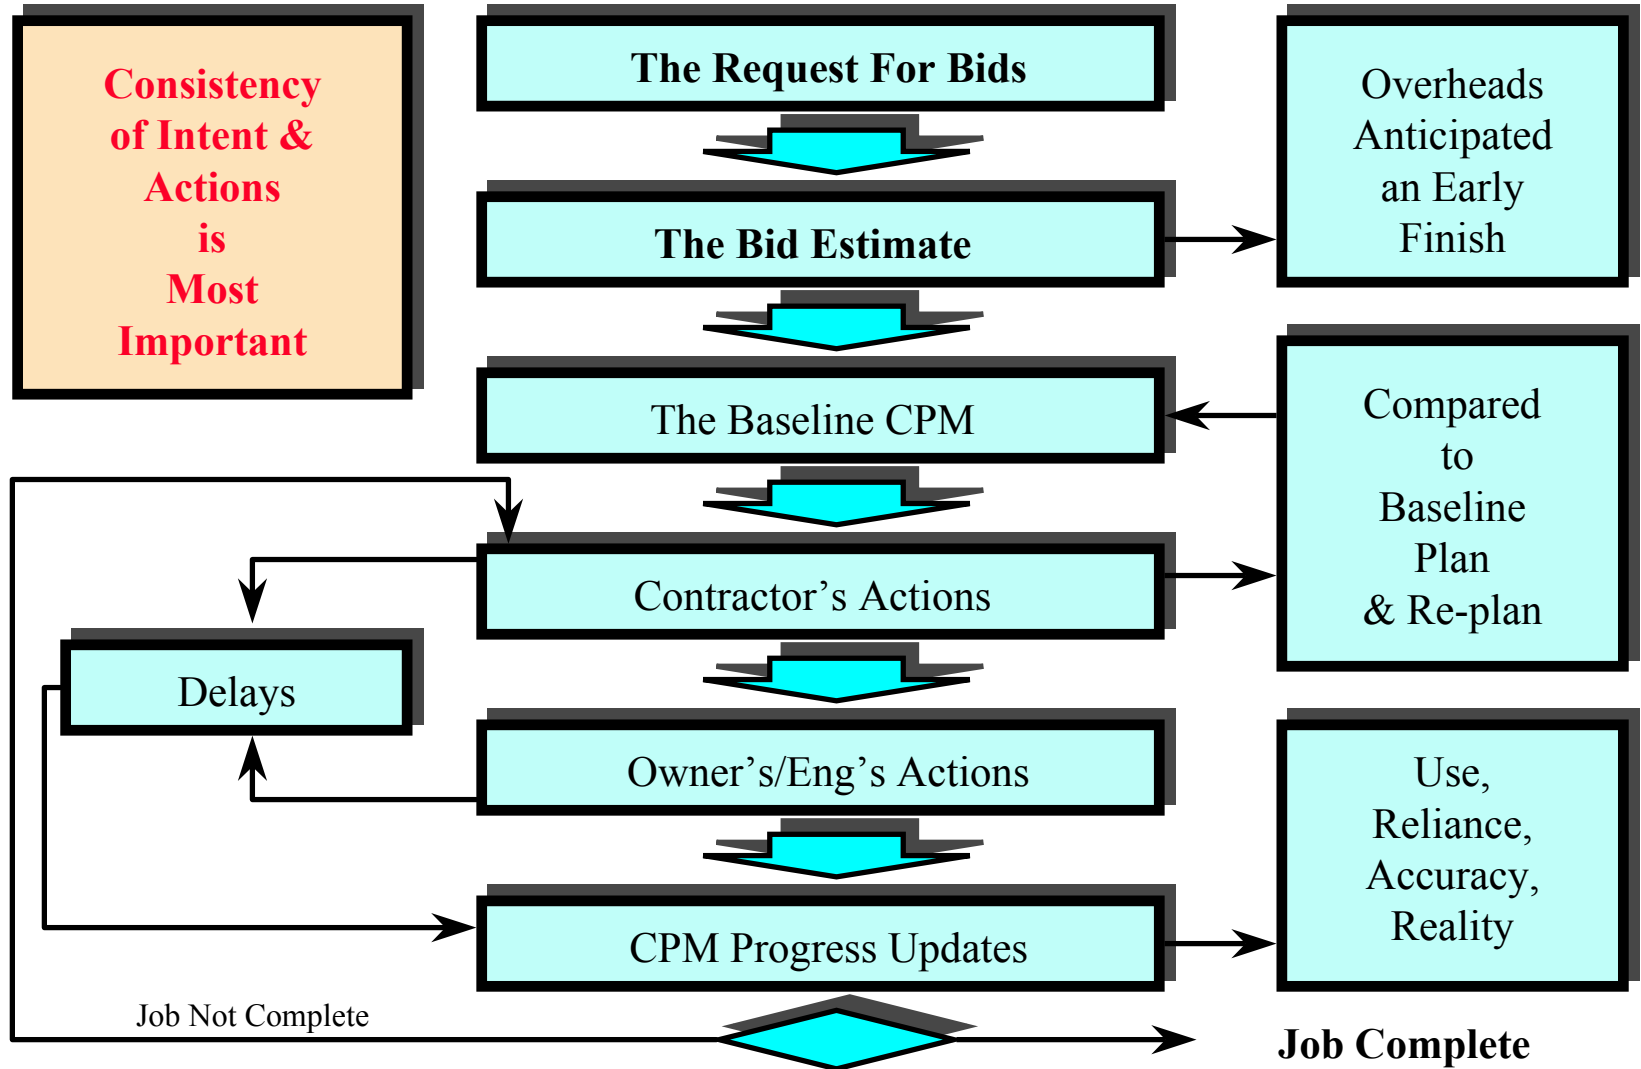 Consistency
of Intent &
Actions
is
Most
Important
The Request For Bids
Overheads
Anticipated
an Early
Finish
The Bid Estimate
The Baseline CPM
Compared
to
Baseline
Plan
& Re-plan
Contractor’s Actions
Delays
Owner’s/Eng’s Actions
Use,
Reliance,
Accuracy,
Reality
CPM Progress Updates
Job Not Complete
Job Complete